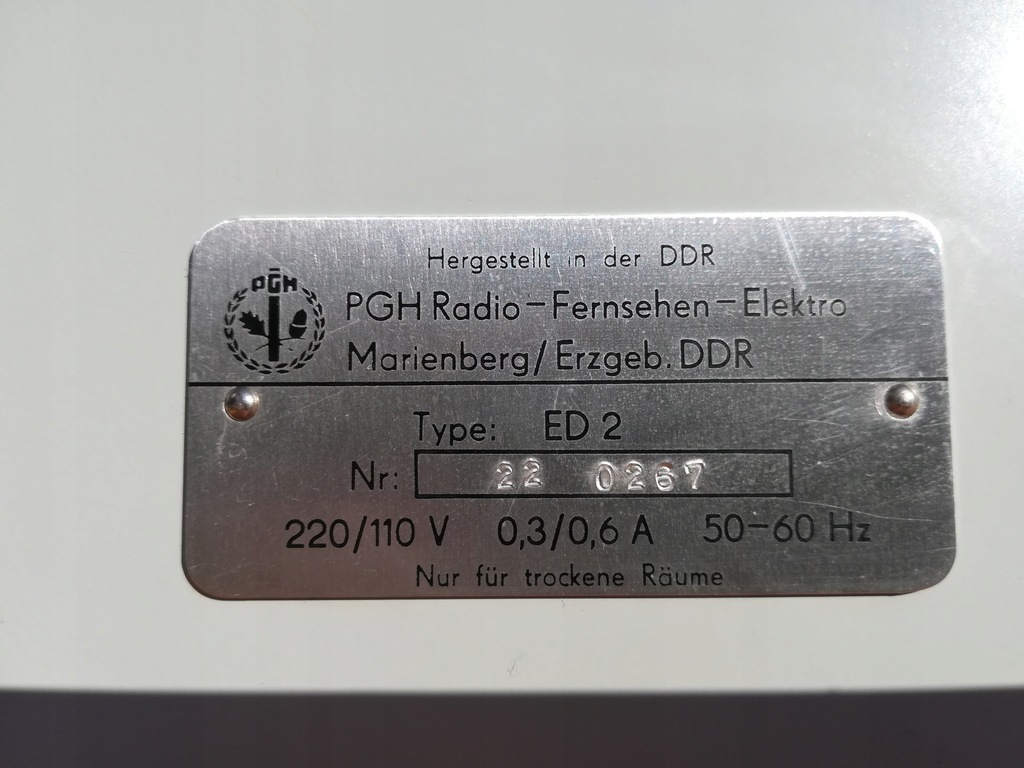 Hergestellt in der DDR
PGH
PGH Radio–Fernsehen–Elektro
Marienberg/Erzgeb. DDR
Type: ED 2
Nr: 22 0267
220/110 V 0,3/0,6 A 50–60 Hz
Nur für trockene Räume